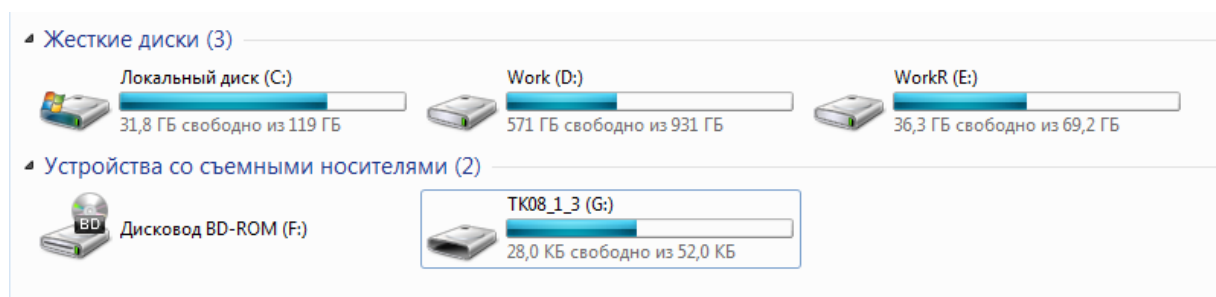 Жесткие диски (3)
Локальный диск (C:)
31,8 ГБ свободно из 119 ГБ
Work (D:)
571 ГБ свободно из 931 ГБ
WorkR (E:)
36,3 ГБ свободно из 69,2 ГБ
Устройства со съемными носителями (2)
BD
Дисковод BD-ROM (F:)
TK08_1_3 (G:)
28,0 КБ свободно из 52,0 КБ